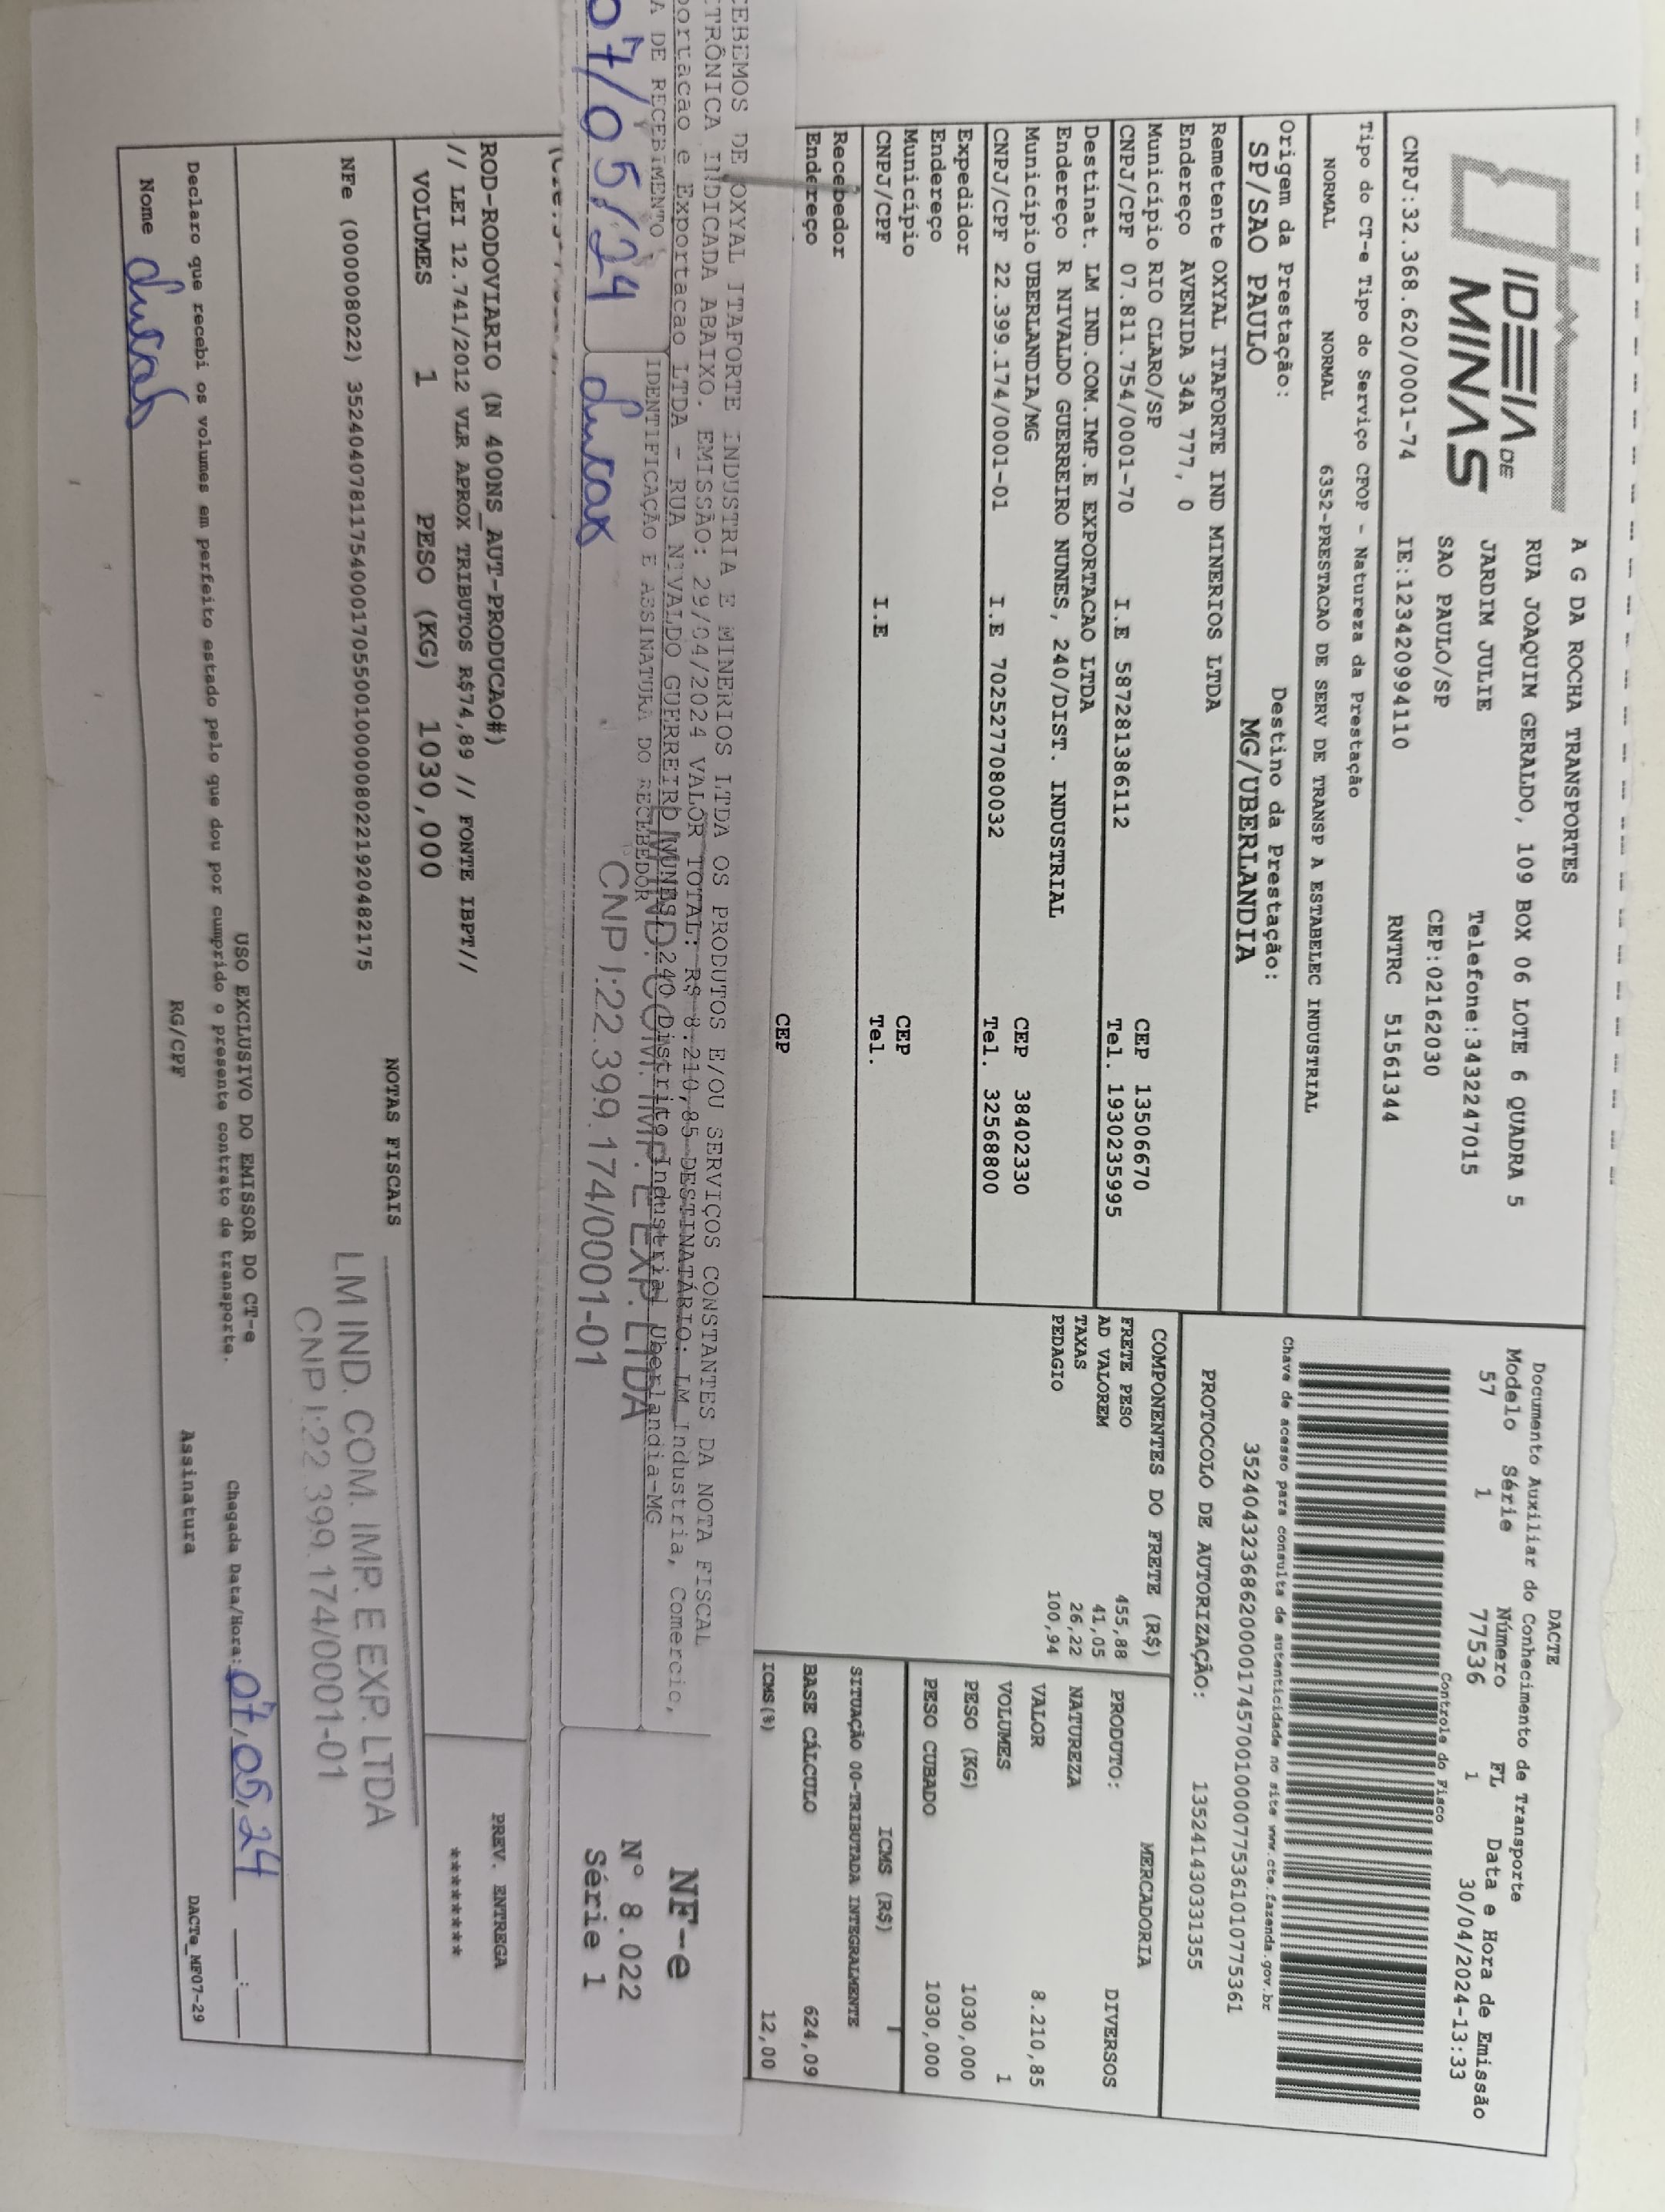 IDEIA DE
MINAS
A G DA ROCHA TRANSPORTES
RUA JOAQUIM GERALDO, 109 BOX 06 LOTE 6 QUADRA 5
JARDIM JULIE Telefone:3432247015
SAO PAULO/SP CEP:02162030
CNPJ:32.368.620/0001-74 IE:123420994110 RNTRC 51561344
DACTE
Documento Auxiliar do Conhecimento de Transporte
Modelo Série Número FL Data e Hora de Emissão
57 1 77536 1 30/04/2024-13:33
Controle do Fisco
Chave de acesso para consulta de autenticidade no site www.cte.fazenda.gov.br
35240432368620000174570010000775361010775361
PROTOCOLO DE AUTORIZAÇÃO: 135241430331355
Tipo do CT-e Tipo do Serviço CFOP - Natureza da Prestação
NORMAL NORMAL 6352-PRESTACAO DE SERV DE TRANSP A ESTABELEC INDUSTRIAL
Origem da Prestação: Destino da Prestação:
SP/SAO PAULO MG/UBERLANDIA
Remetente OXYAL ITAFORTE IND MINERIOS LTDA
Endereço AVENIDA 34A 777, 0
Município RIO CLARO/SP CEP 13506670
CNPJ/CPF 07.811.754/0001-70 I.E 587281386112 Tel. 1930235995
Destinat. LM IND.COM.IMP.E EXPORTACAO LTDA
Endereço R NIVALDO GUERREIRO NUNES, 240/DIST. INDUSTRIAL
Município UBERLANDIA/MG CEP 38402330
CNPJ/CPF 22.399.174/0001-01 I.E 7025277080032 Tel. 32568800
Expedidor
Endereço
Município CEP
CNPJ/CPF I.E Tel.
Recebedor
Endereço CEP
COMPONENTES DO FRETE (R$)
FRETE PESO 455,88
AD VALOREM 41,05
TAXAS 26,22
PEDAGIO 100,94
MERCADORIA
PRODUTO: DIVERSOS
NATUREZA
VALOR 8.210,85
VOLUMES 1
PESO (KG) 1030,000
PESO CUBADO 1030,000
ICMS (R$)
SITUAÇÃO 00-TRIBUTADA INTEGRALMENTE
BASE CÁLCULO 624,09
ICMS(%) 12,00
CEBEMOS DE OXYAL ITAFORTE INDUSTRIA E MINERIOS LTDA OS PRODUTOS E/OU SERVIÇOS CONSTANTES DA NOTA FISCAL
TRÔNICA INDICADA ABAIXO. EMISSÃO: 29/04/2024 VALOR TOTAL: R$ 8.210,85 DESTINATÁRIO: LM Industria, Comercio,
portacao e Exportacao LTDA - RUA NIVALDO GUERREIRO NUNES, 240 Distrito Industrial Uberlandia-MG
A DE RECEBIMENTO IDENTIFICAÇÃO E ASSINATURA DO RECEBEDOR
07/05/24 Lucas
LM IND. COM. IMP. E EXP. LTDA
CNPJ:22.399.174/0001-01
NF-e
Nº 8.022
Série 1
ROD-RODOVIARIO (N 400NS_AUT-PRODUCAO#)
// LEI 12.741/2012 VLR APROX TRIBUTOS R$74,89 // FONTE IBPT//
VOLUMES 1 PESO (KG) 1030,000
PREV. ENTREGA
********
NOTAS FISCAIS
NFe (000008022) 35240407811754000170550010000080221920482175
LM IND. COM. IMP. E EXP. LTDA
CNPJ:22.399.174/0001-01
USO EXCLUSIVO DO EMISSOR DO CT-e
Declaro que recebi os volumes em perfeito estado pelo que dou por cumprido o presente contrato de transporte. Chegada Data/Hora: 07/05/24 __:__
Nome Lucas RG/CPF Assinatura DACTe_MF07-29